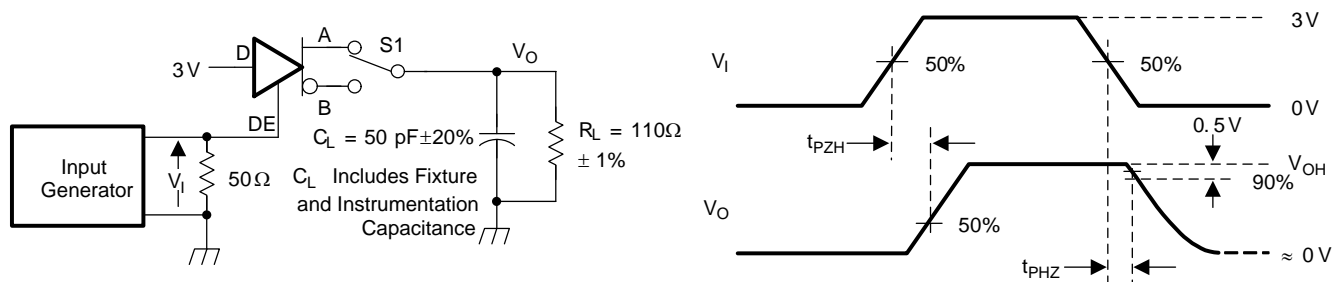 A
S1
D
3 V
V_O
B
DE
C_L = 50 pF±20%
R_L = 110Ω
± 1%
Input
Generator
V_I
50Ω
C_L Includes Fixture
and Instrumentation
Capacitance
3 V
V_I
50%
50%
0 V
0.5 V
t_PZH
V_OH
90%
V_O
50%
≈ 0 V
t_PHZ